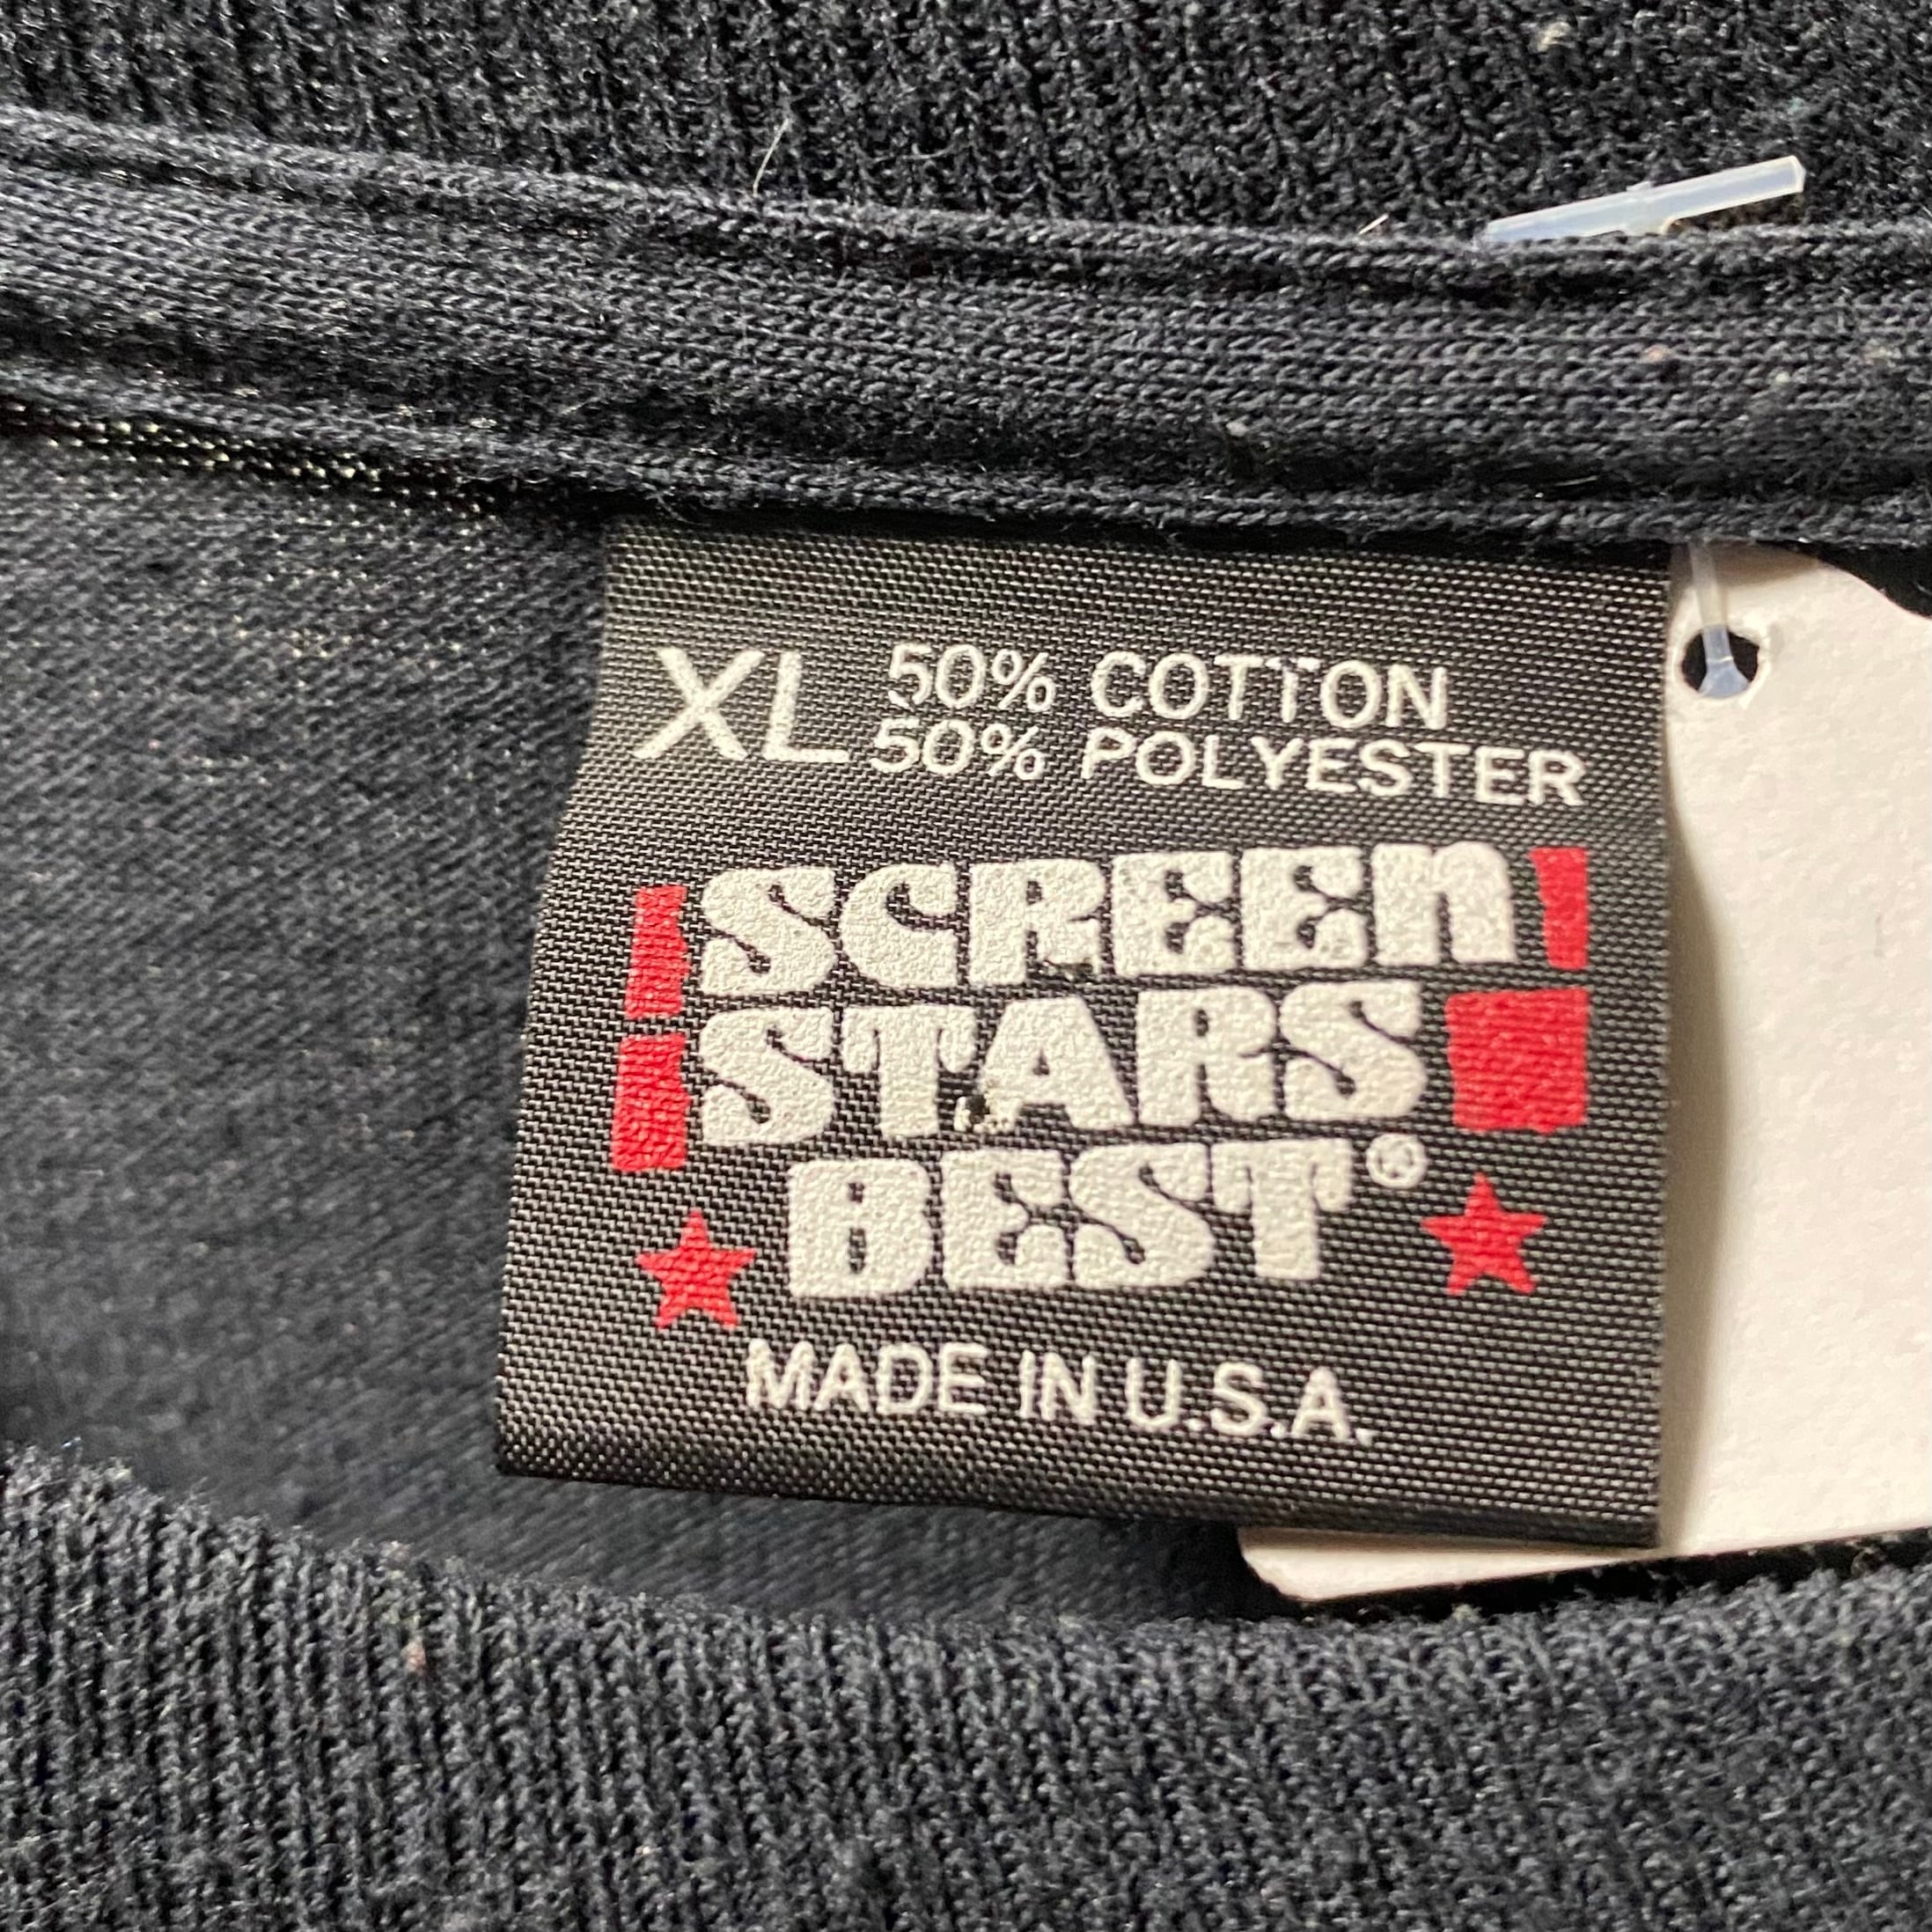 XL 50% COTTON
50% POLYESTER
SCREEN
STARS
BEST®
MADE IN U.S.A.